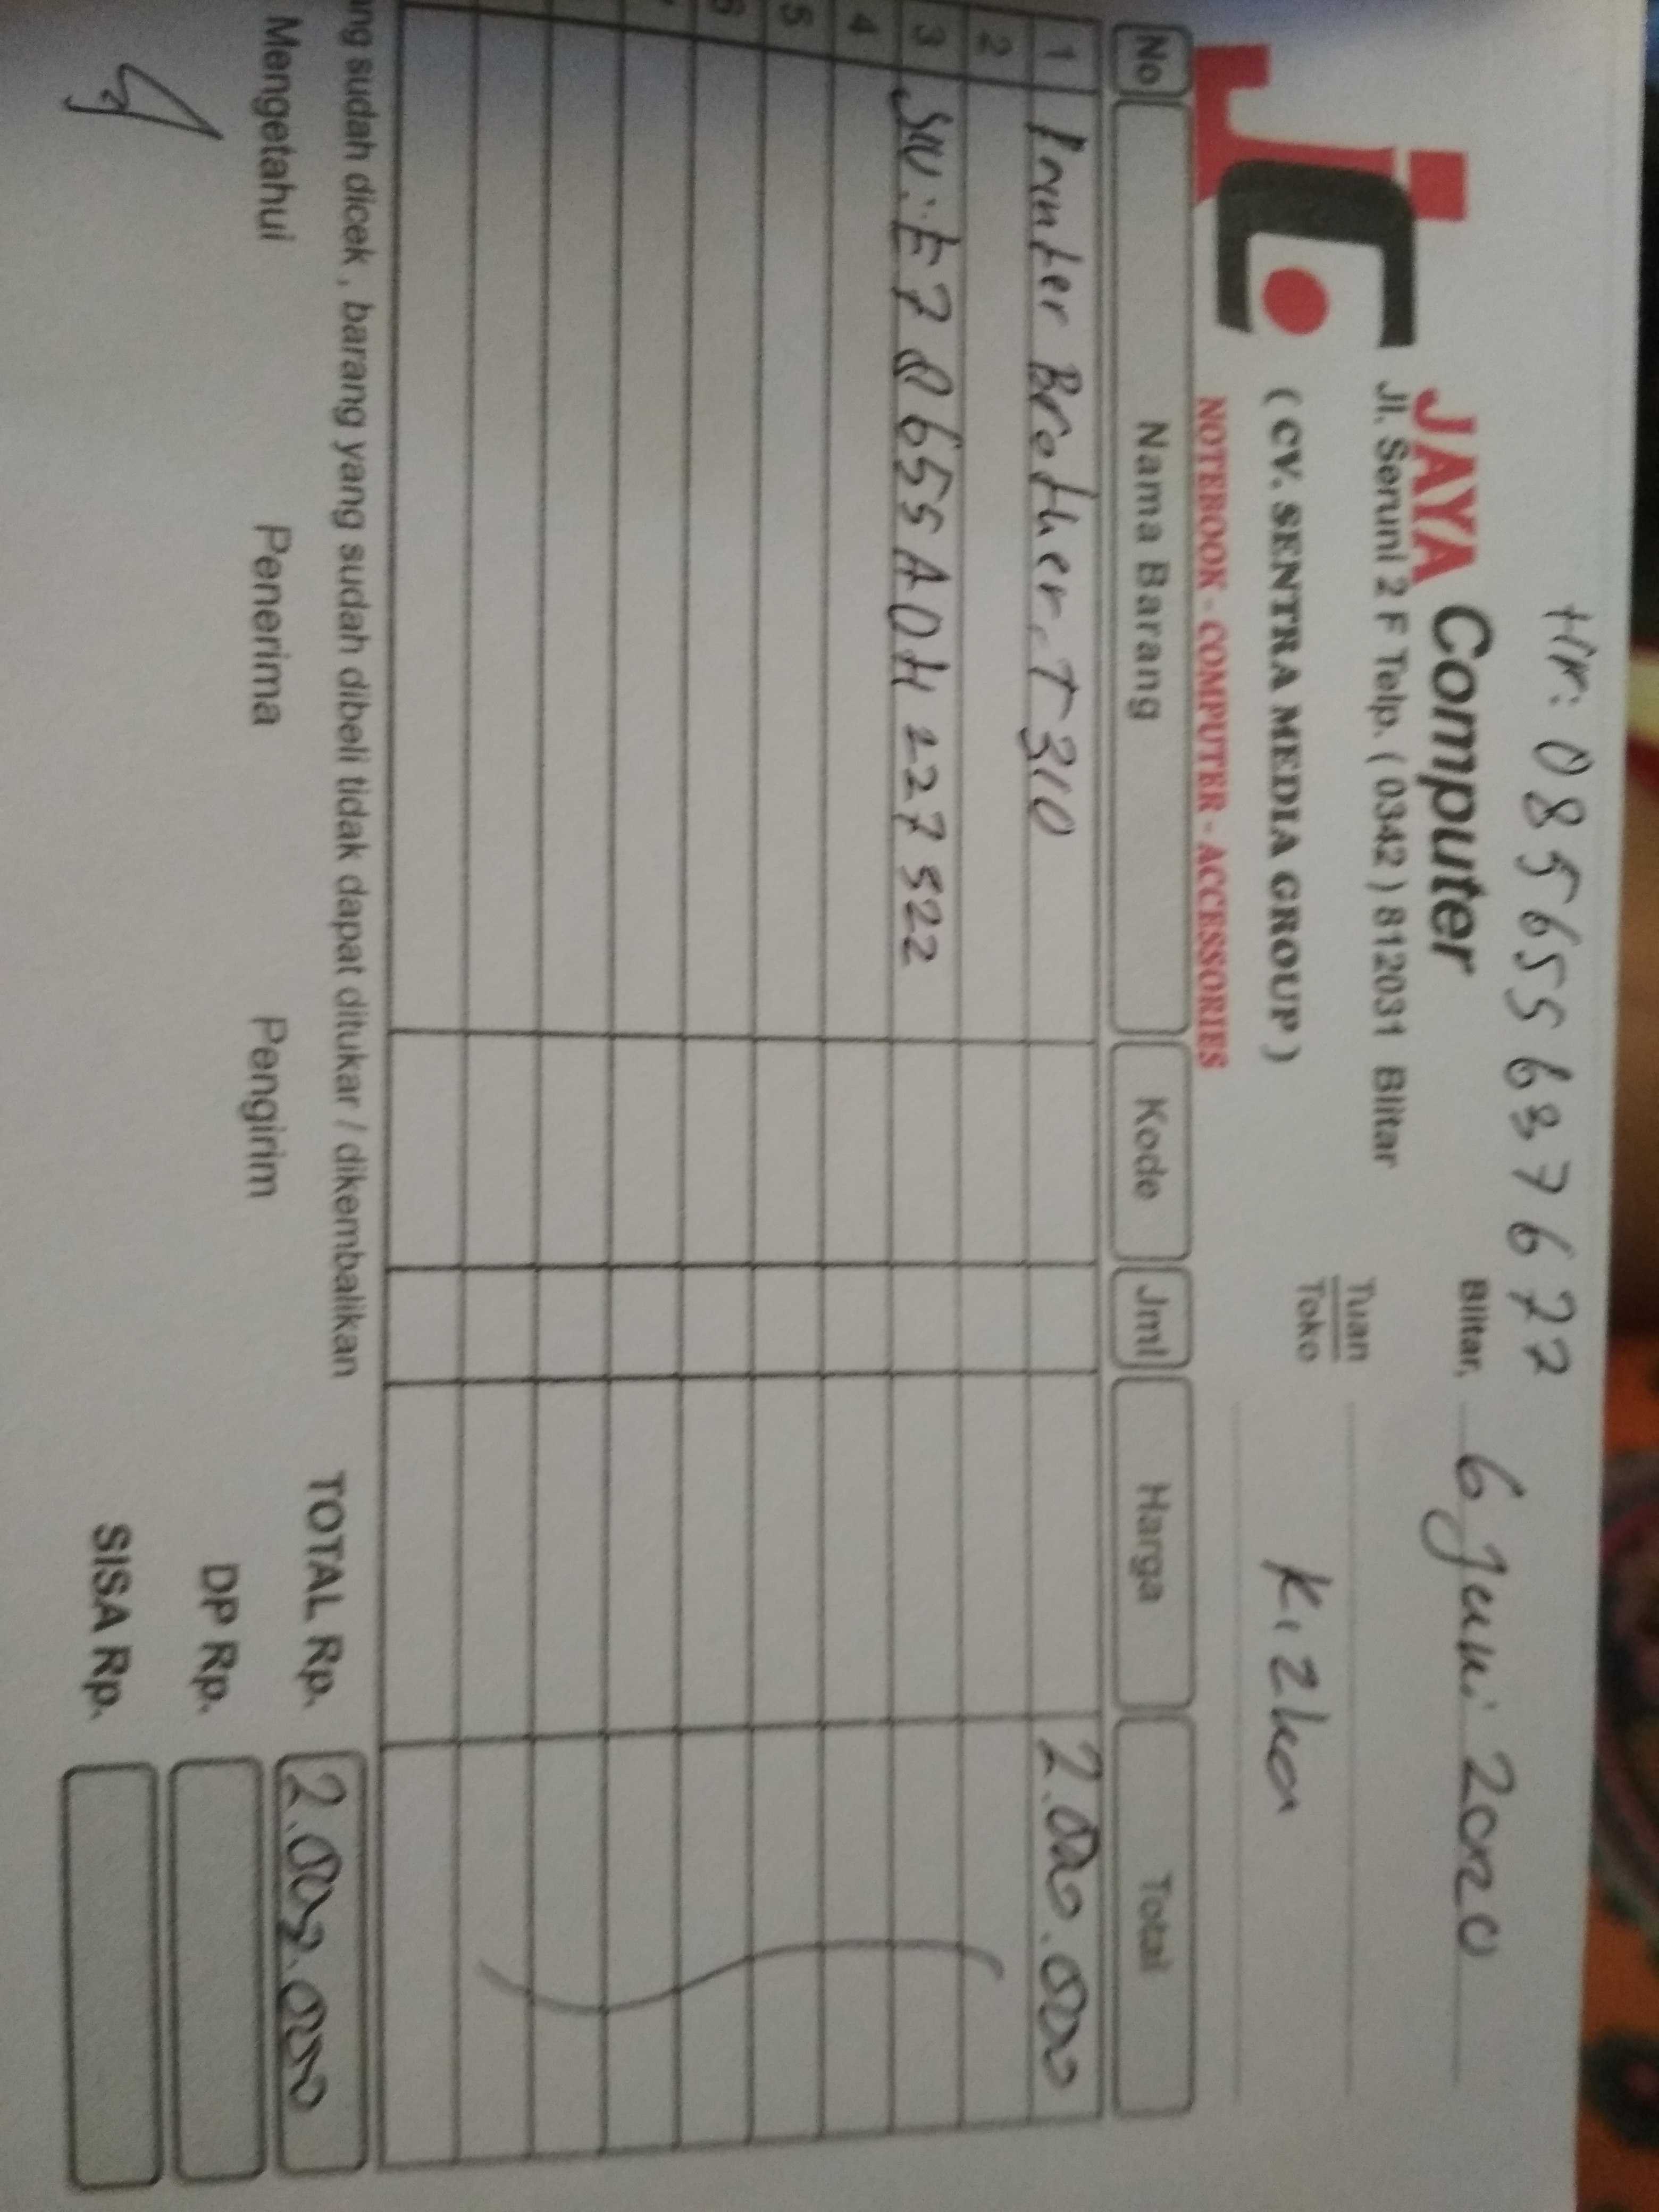 Hp: 085655637677
JAYA Computer
Jl. Seruni 2 F Telp. ( 0342 ) 812031 Blitar
( CV. SENTRA MEDIA GROUP )
NOTEBOOK - COMPUTER - ACCESSORIES
Blitar, 6 Juni 2020
Tuan
Toko
Kizka
No Nama Barang Kode Jml Harga Total
1 Printer Brother. T310 2.000.000
2
3 SN: E78655A0H227522
4
5
6
ng sudah dicek , barang yang sudah dibeli tidak dapat ditukar / dikembalikan
Mengetahui Penerima Pengirim
TOTAL Rp. 2.000.000
DP Rp.
SISA Rp.